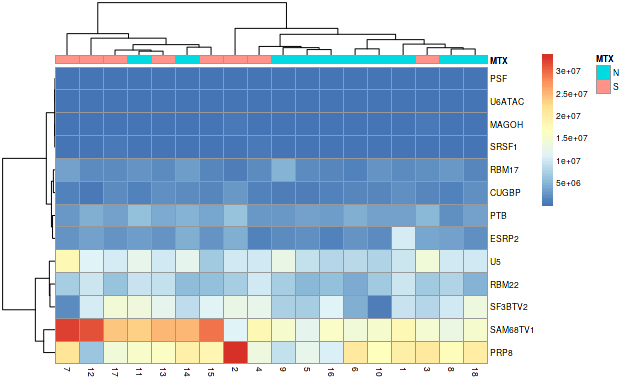 MTX
MTX
N
S
3e+07
2.5e+07
2e+07
1.5e+07
1e+07
5e+06
PSF
U6ATAC
MAGOH
SRSF1
RBM17
CUGBP
PTB
ESRP2
U5
RBM22
SF3BTV2
SAM68TV1
PRP8
7 12 17 11 13 14 15 2 4 9 5 16 6 10 1 3 8 18